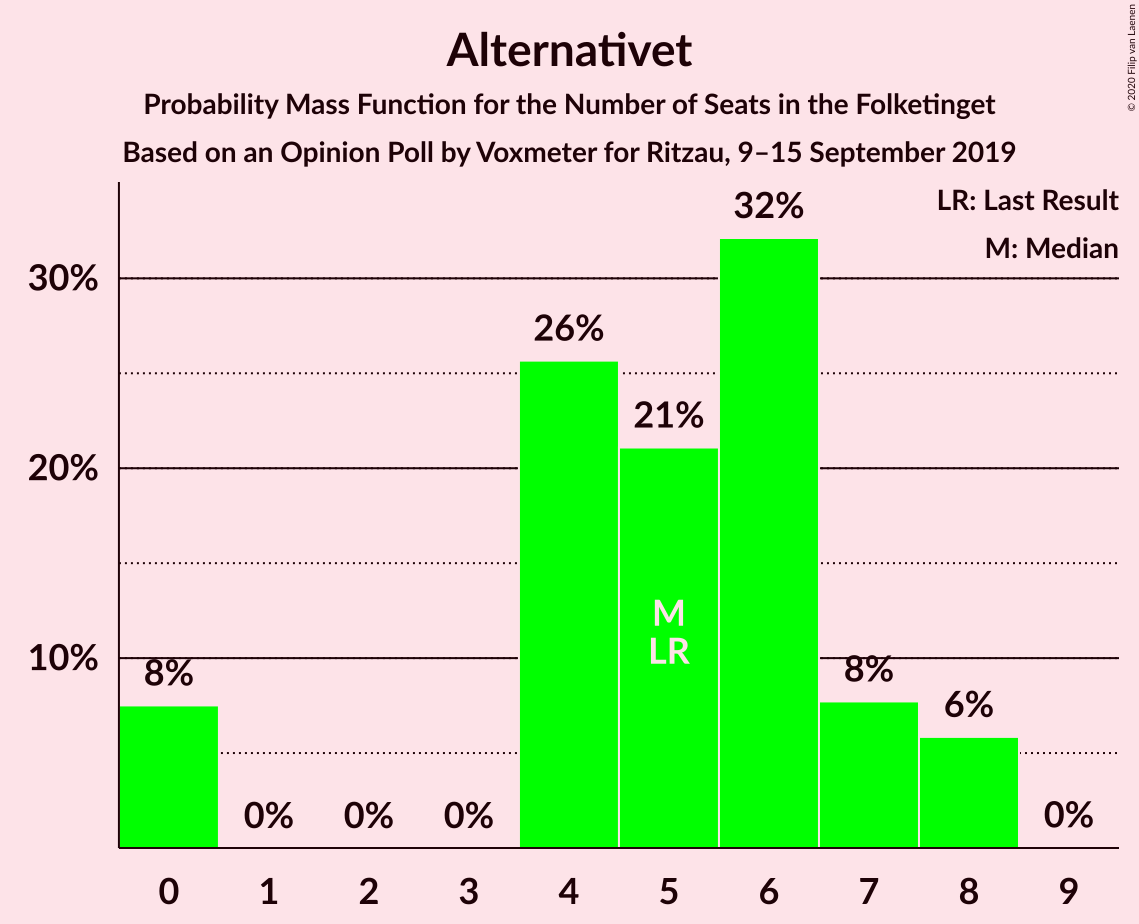 Alternativet
Probability Mass Function for the Number of Seats in the Folketinget
Based on an Opinion Poll by Voxmeter for Ritzau, 9–15 September 2019
© 2020 Filip van Laenen
LR: Last Result
M: Median
30%
20%
10%
8%
0%
0%
0%
26%
21%
32%
8%
6%
0%
M
LR
0 1 2 3 4 5 6 7 8 9